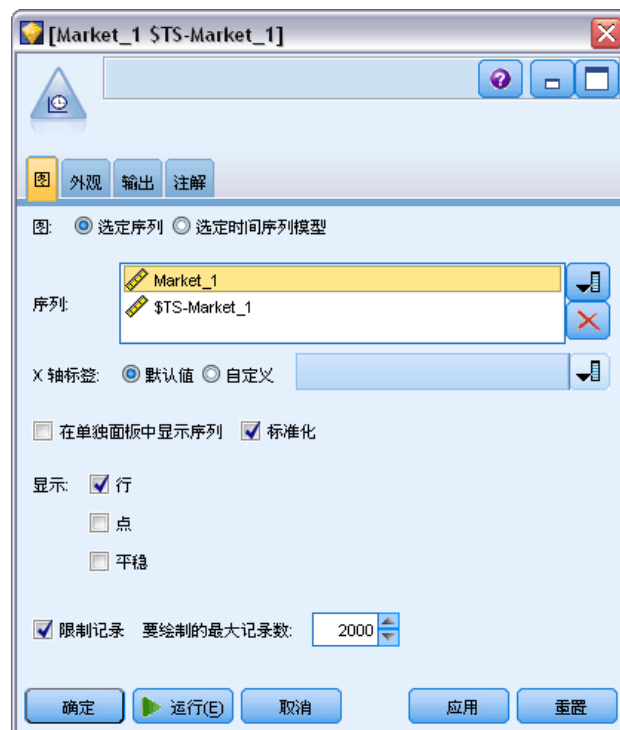 [Market_1 $TS-Market_1]
图 外观 输出 注解
图: 选定序列 选定时间序列模型
序列: Market_1
$TS-Market_1
X 轴标签: 默认值 自定义
在单独面板中显示序列 标准化
显示: 行
点
平稳
限制记录 要绘制的最大记录数: 2000
确定 运行(E) 取消 应用 重置